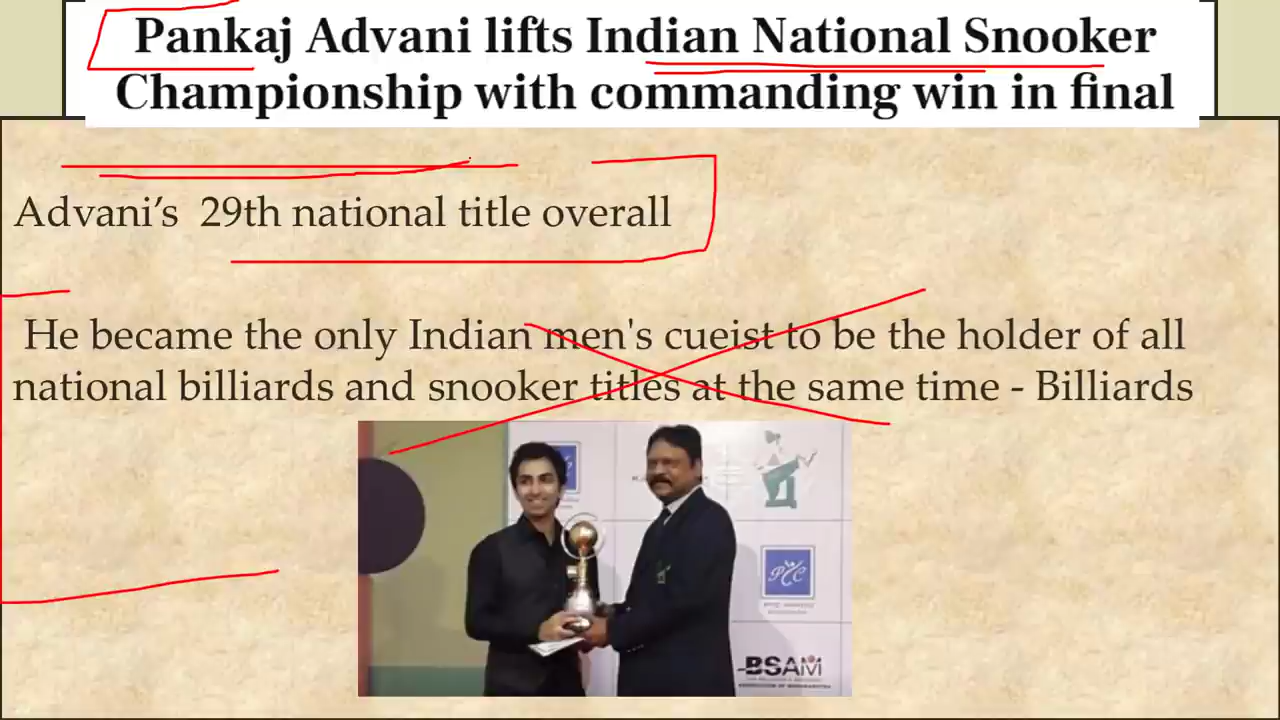 Pankaj Advani lifts Indian National Snooker
Championship with commanding win in final
Advani's 29th national title overall
He became the only Indian men's cueist to be the holder of all
national billiards and snooker titles at the same time - Billiards
PYC
BSAM